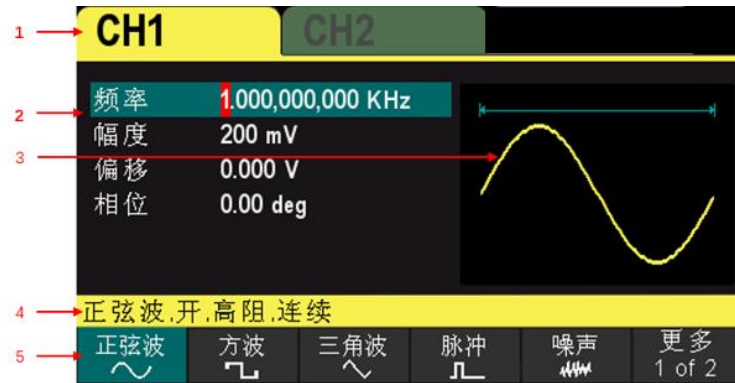 1 CH1 CH2
2 频率 1.000,000,000 KHz
幅度 200 mV
3 偏移 0.000 V
相位 0.00 deg
4 正弦波,开,高阻,连续
5 正弦波 方波 三角波 脉冲 噪声 更多
1 of 2